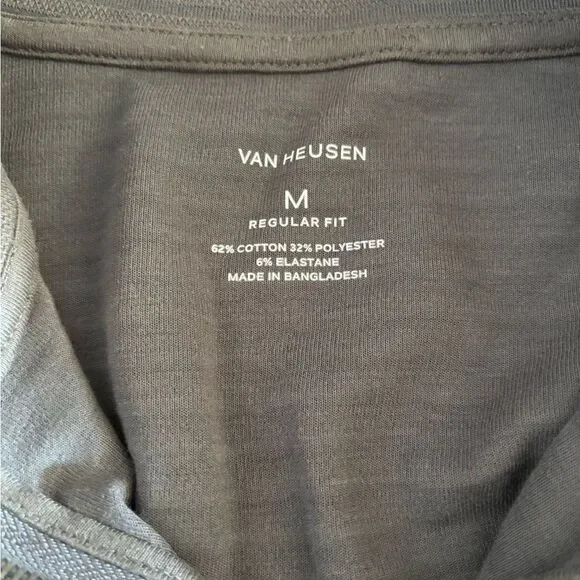 VAN HEUSEN
M
REGULAR FIT
62% COTTON 32% POLYESTER
6% ELASTANE
MADE IN BANGLADESH